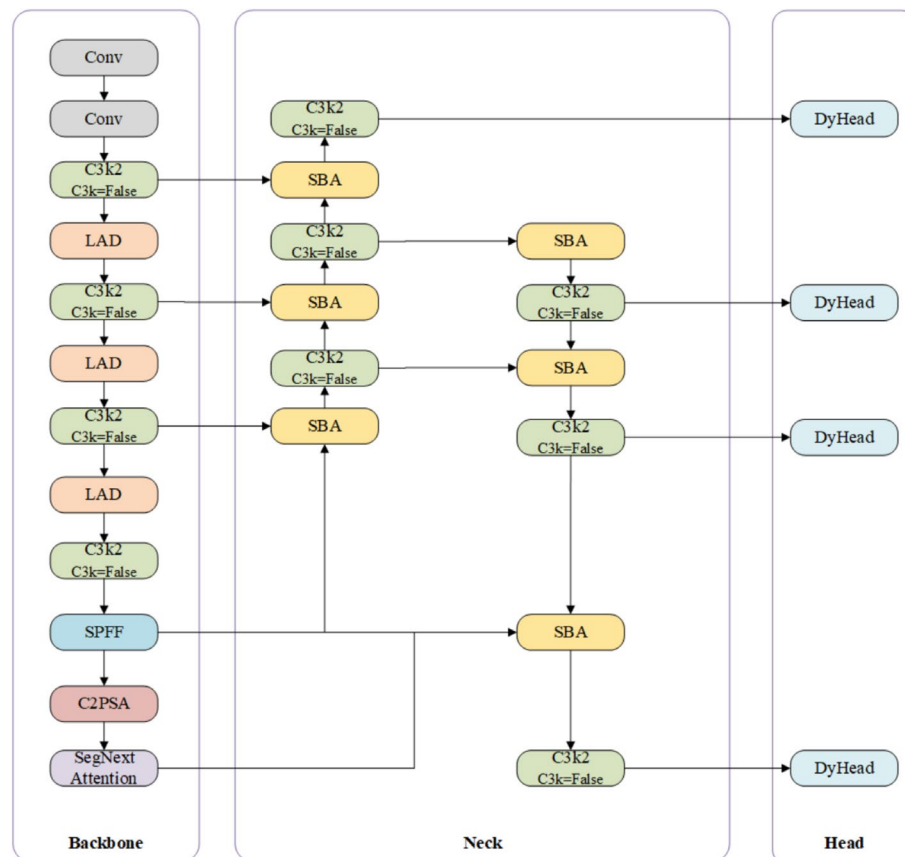 Conv
Conv
C3k2
C3k=False
LAD
C3k2
C3k=False
LAD
C3k2
C3k=False
LAD
C3k2
C3k=False
SPFF
C2PSA
SegNext
Attention
Backbone
C3k2
C3k=False
SBA
C3k2
C3k=False
SBA
C3k2
C3k=False
SBA
SBA
C3k2
C3k=False
SBA
C3k2
C3k=False
SBA
C3k2
C3k=False
Neck
DyHead
DyHead
DyHead
DyHead
Head